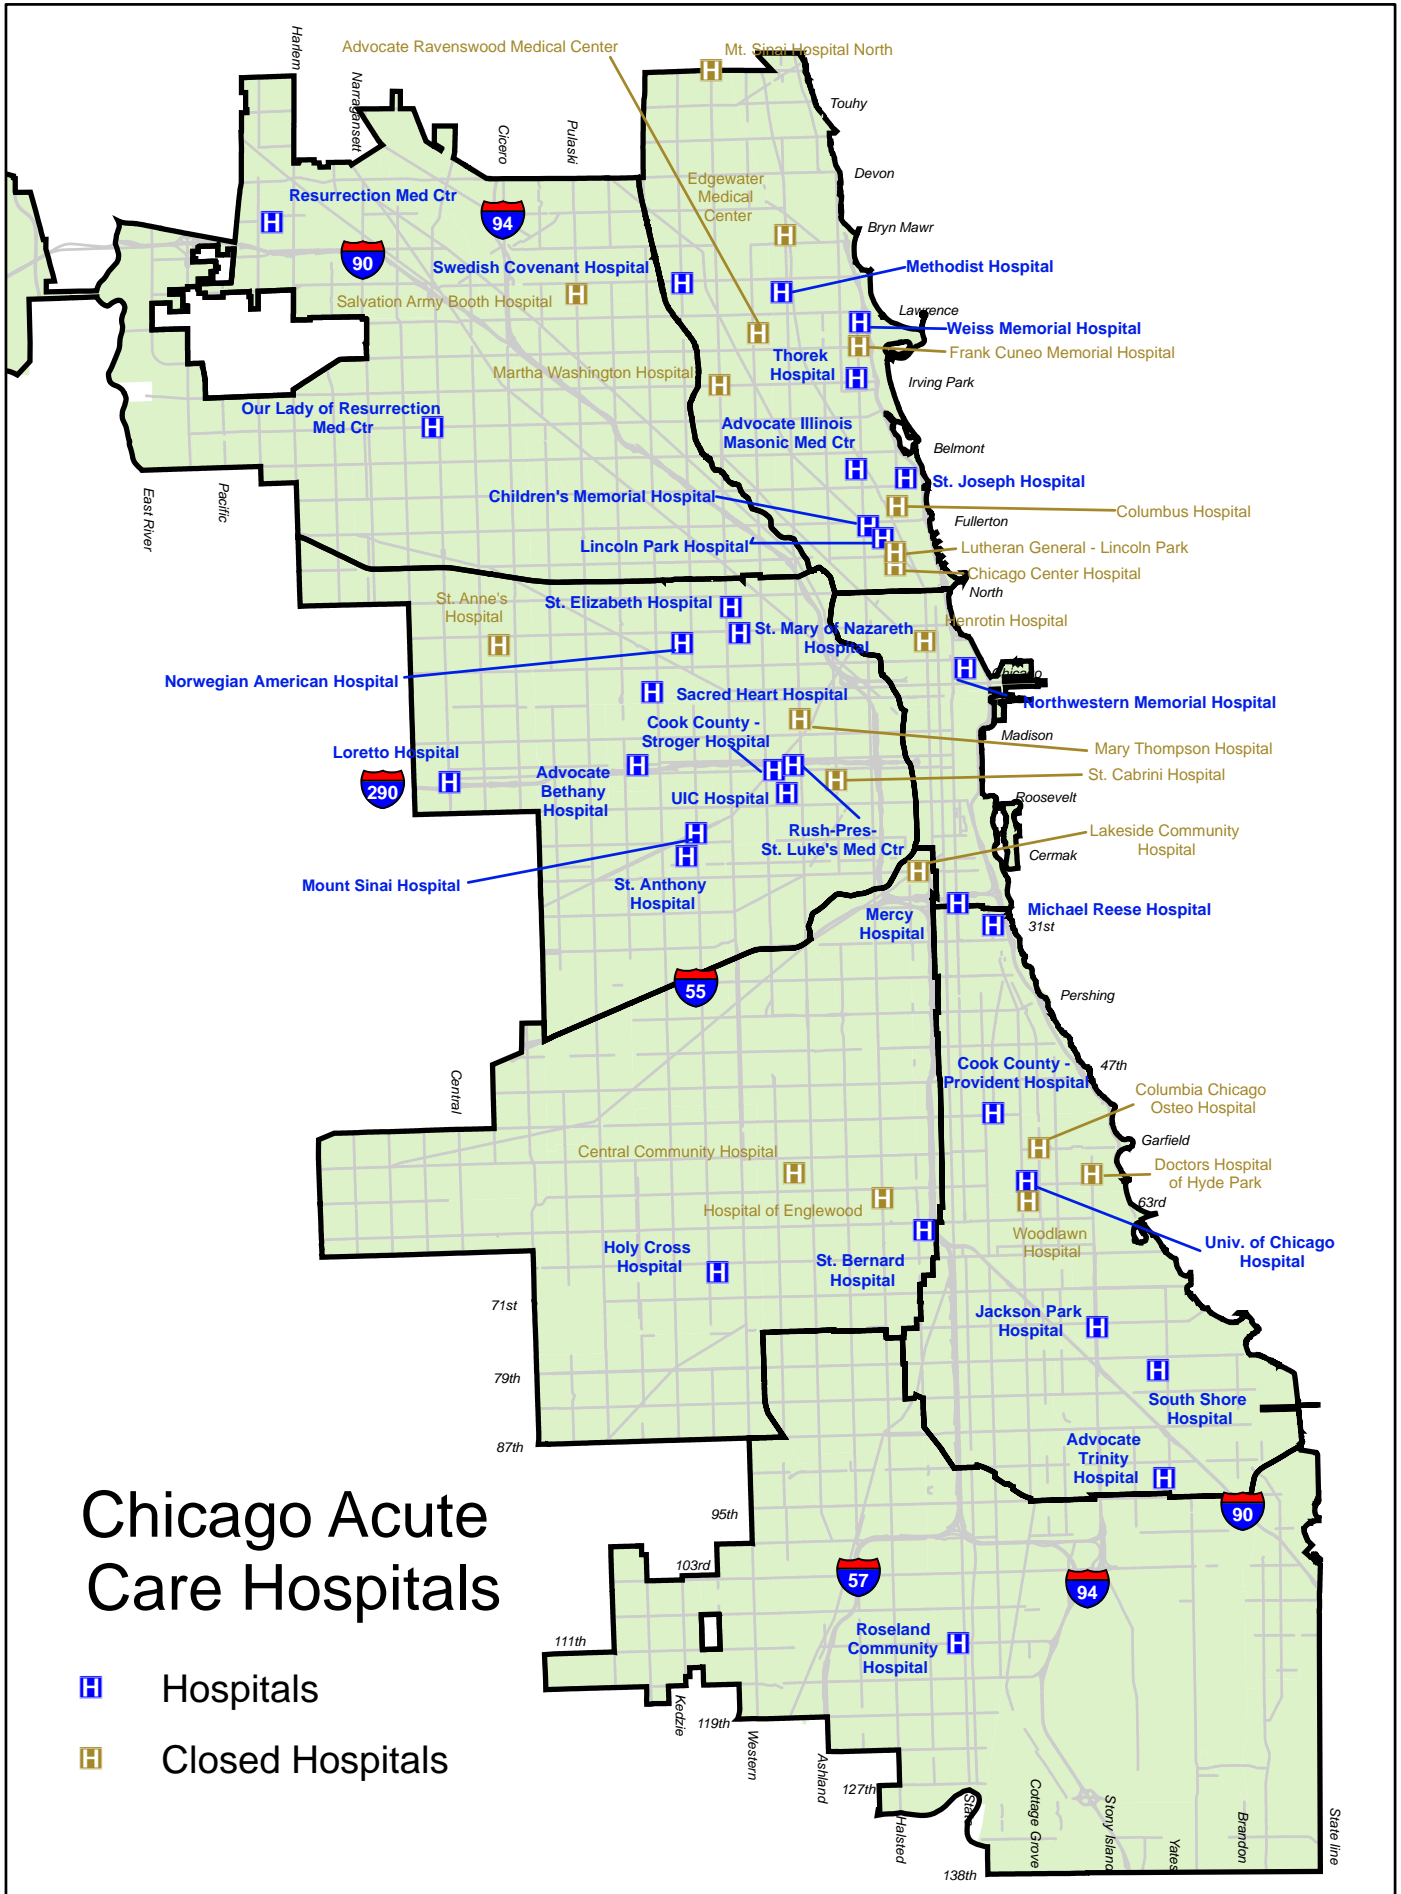 Harlem
Advocate Ravenswood Medical Center
Mt. Sinai Hospital North
Narragansett
Touhy
Cicero
Pulaski
Devon
Edgewater
Medical
Center
Resurrection Med Ctr
H
94
H
Bryn Mawr
90
Swedish Covenant Hospital
Methodist Hospital
Salvation Army Booth Hospital
Lawrence
Weiss Memorial Hospital
Frank Cuneo Memorial Hospital
Thorek
Hospital
Martha Washington Hospital
Irving Park
Our Lady of Resurrection
Med Ctr
Advocate Illinois
Masonic Med Ctr
Belmont
St. Joseph Hospital
East River
Pacific
Children's Memorial Hospital
Columbus Hospital
Fullerton
Lincoln Park Hospital
Lutheran General - Lincoln Park
Chicago Center Hospital
North
St. Anne's
Hospital
St. Elizabeth Hospital
St. Mary of Nazareth
Hospital
Henrotin Hospital
Norwegian American Hospital
Chicago
Sacred Heart Hospital
Northwestern Memorial Hospital
Cook County -
Stroger Hospital
Madison
Mary Thompson Hospital
Loretto Hospital
290
Advocate
Bethany
Hospital
St. Cabrini Hospital
UIC Hospital
Roosevelt
Rush-Pres-
St. Luke's Med Ctr
Lakeside Community
Hospital
Cermak
Mount Sinai Hospital
St. Anthony
Hospital
Mercy
Hospital
Michael Reese Hospital
31st
55
Pershing
Central
Cook County -
Provident Hospital
47th
Columbia Chicago
Osteo Hospital
Garfield
Central Community Hospital
Doctors Hospital
of Hyde Park
Hospital of Englewood
63rd
Woodlawn
Hospital
Univ. of Chicago
Hospital
Holy Cross
Hospital
St. Bernard
Hospital
71st
Jackson Park
Hospital
79th
South Shore
Hospital
87th
Advocate
Trinity
Hospital
90
95th
Chicago Acute
Care Hospitals
103rd
57
94
111th
Roseland
Community
Hospital
H Hospitals
Kedzie
119th
Western
H Closed Hospitals
Ashland
127th
Halsted
State
Cottage Grove
Stony Island
Yates
Brandon
State line
138th